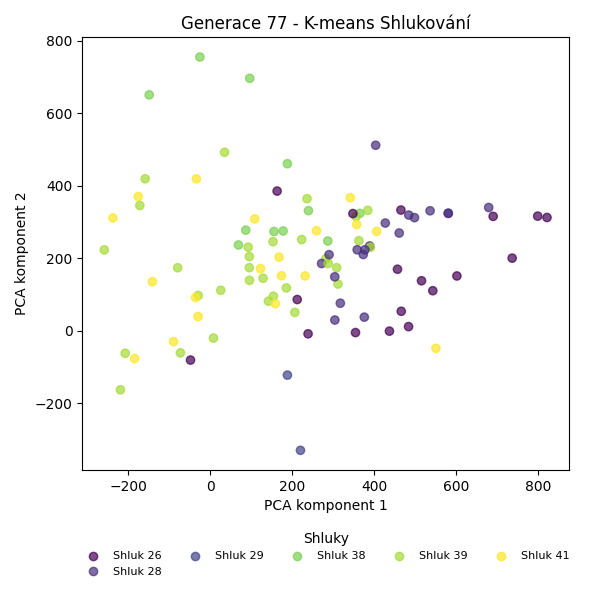 Generace 77 - K-means Shlukování
800
600
400
200
0
−200
PCA komponent 2
−200 0 200 400 600 800
PCA komponent 1
Shluky
Shluk 26 Shluk 29 Shluk 38 Shluk 39 Shluk 41
Shluk 28